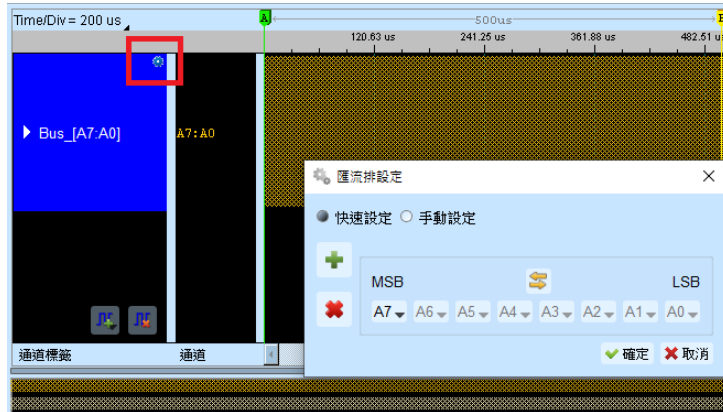 Time/Div = 200 us
A
500us
120.63 us 241.25 us 361.88 us 482.51 u
Bus_[A7:A0]
A7:A0
匯流排設定
快速設定 手動設定
MSB LSB
A7 A6 A5 A4 A3 A2 A1 A0
確定 取消
通道標籤 通道